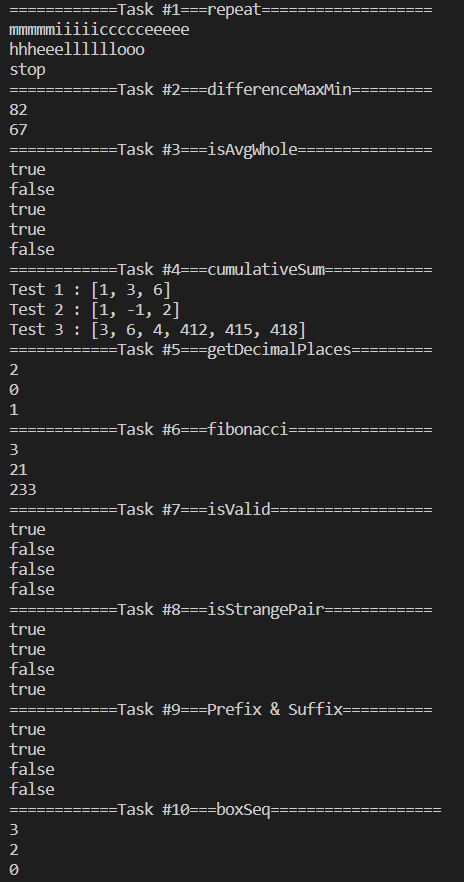 ============Task #1===repeat===================
mmmmmiiiiiccccceeeee
hhheeelllllooo
stop
============Task #2===differenceMaxMin=========
82
67
============Task #3===isAvgWhole===============
true
false
true
true
false
============Task #4===cumulativeSum============
Test 1 : [1, 3, 6]
Test 2 : [1, -1, 2]
Test 3 : [3, 6, 4, 412, 415, 418]
============Task #5===getDecimalPlaces=========
2
0
1
============Task #6===fibonacci================
3
21
233
============Task #7===isValid==================
true
false
false
false
============Task #8===isStrangePair============
true
true
false
true
============Task #9===Prefix & Suffix==========
true
true
false
false
============Task #10===boxSeq===================
3
2
0